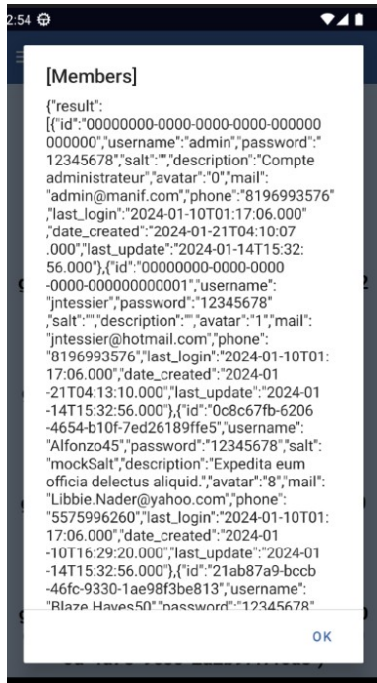 2:54
[Members]
{"result":
[{"id":"00000000-0000-0000-0000-000000
000000","username":"admin","password":"
12345678","salt":"","description":"Compte
administrateur","avatar":"0","mail":
"admin@manif.com","phone":"8196993576"
,"last_login":"2024-01-10T01:17:06.000"
,"date_created":"2024-01-21T04:10:07
.000","last_update":"2024-01-14T15:32:
56.000"},{"id":"00000000-0000-0000
-0000-000000000001","username":
"jntessier","password":"12345678"
,"salt":"","description":"","avatar":"1","mail":
"jntessier@hotmail.com","phone":
"8196993576","last_login":"2024-01-10T01:
17:06.000","date_created":"2024-01
-21T04:13:10.000","last_update":"2024-01
-14T15:32:56.000"},{"id":"0c8c67fb-6206
-4654-b10f-7ed26189ffe5","username":
"Alfonzo45","password":"12345678","salt":
"mockSalt","description":"Expedita eum
officia delectus aliquid.","avatar":"8","mail":
"Libbie.Nader@yahoo.com","phone":
"5575996260","last_login":"2024-01-10T01:
17:06.000","date_created":"2024-01
-10T16:29:20.000","last_update":"2024-01
-14T15:32:56.000"},{"id":"21ab87a9-bccb
-46fc-9330-1ae98f3be813","username":
"Blaze.Hayes50","password":"12345678"
OK